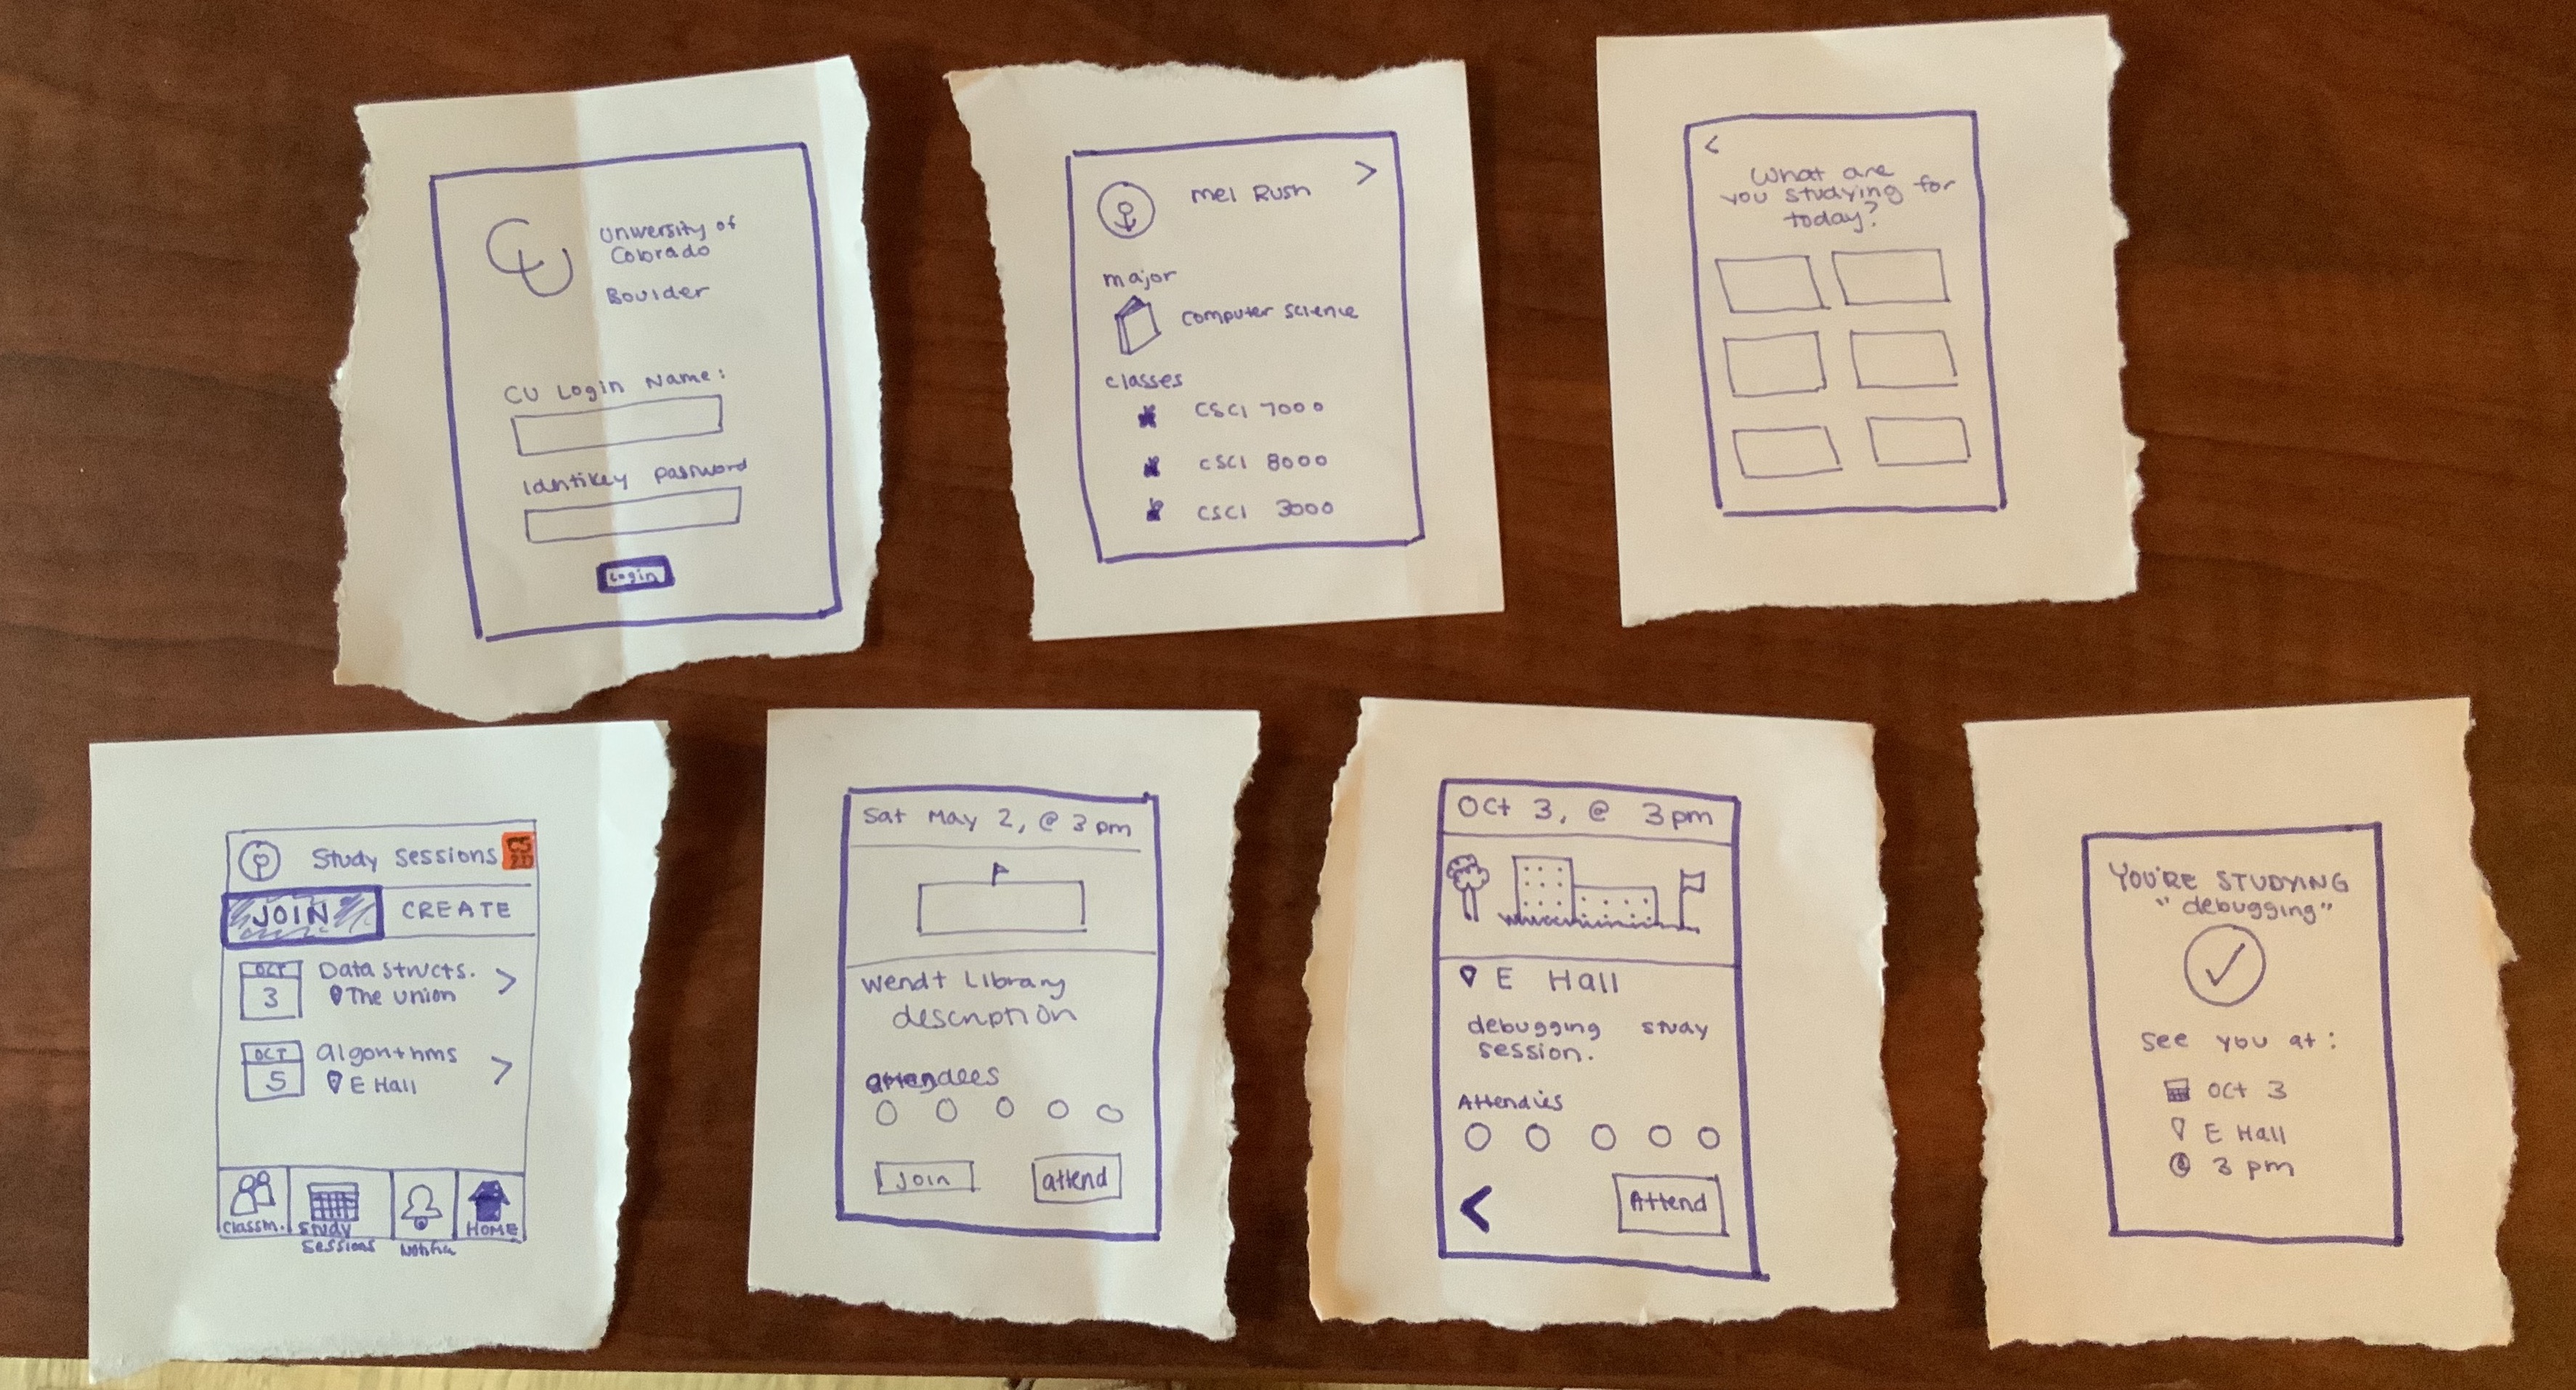 CU
University of
Colorado
Boulder
CU Login Name:
Identikey password
Login
mel Rush
major
computer science
classes
CSCI 7000
CSCI 8000
CSCI 3000
What are
you studying for
today?
Study Sessions
CS
JOIN
CREATE
OCT
3
Data structs.
The Union
OCT
5
algorithms
E Hall
classm.
Study
Sessions
Notifica
HOME
Sat May 2, @ 3pm
Wendt Library
description
attendees
Join
attend
Oct 3, @ 3pm
E Hall
debugging study
session.
Attendies
Attend
YOU'RE STUDYING
"debugging"
see you at:
Oct 3
E Hall
3 pm